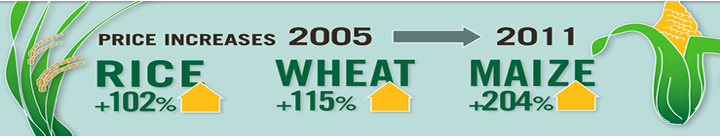 PRICE INCREASES 2005 2011
RICE WHEAT MAIZE
+102% +115% +204%